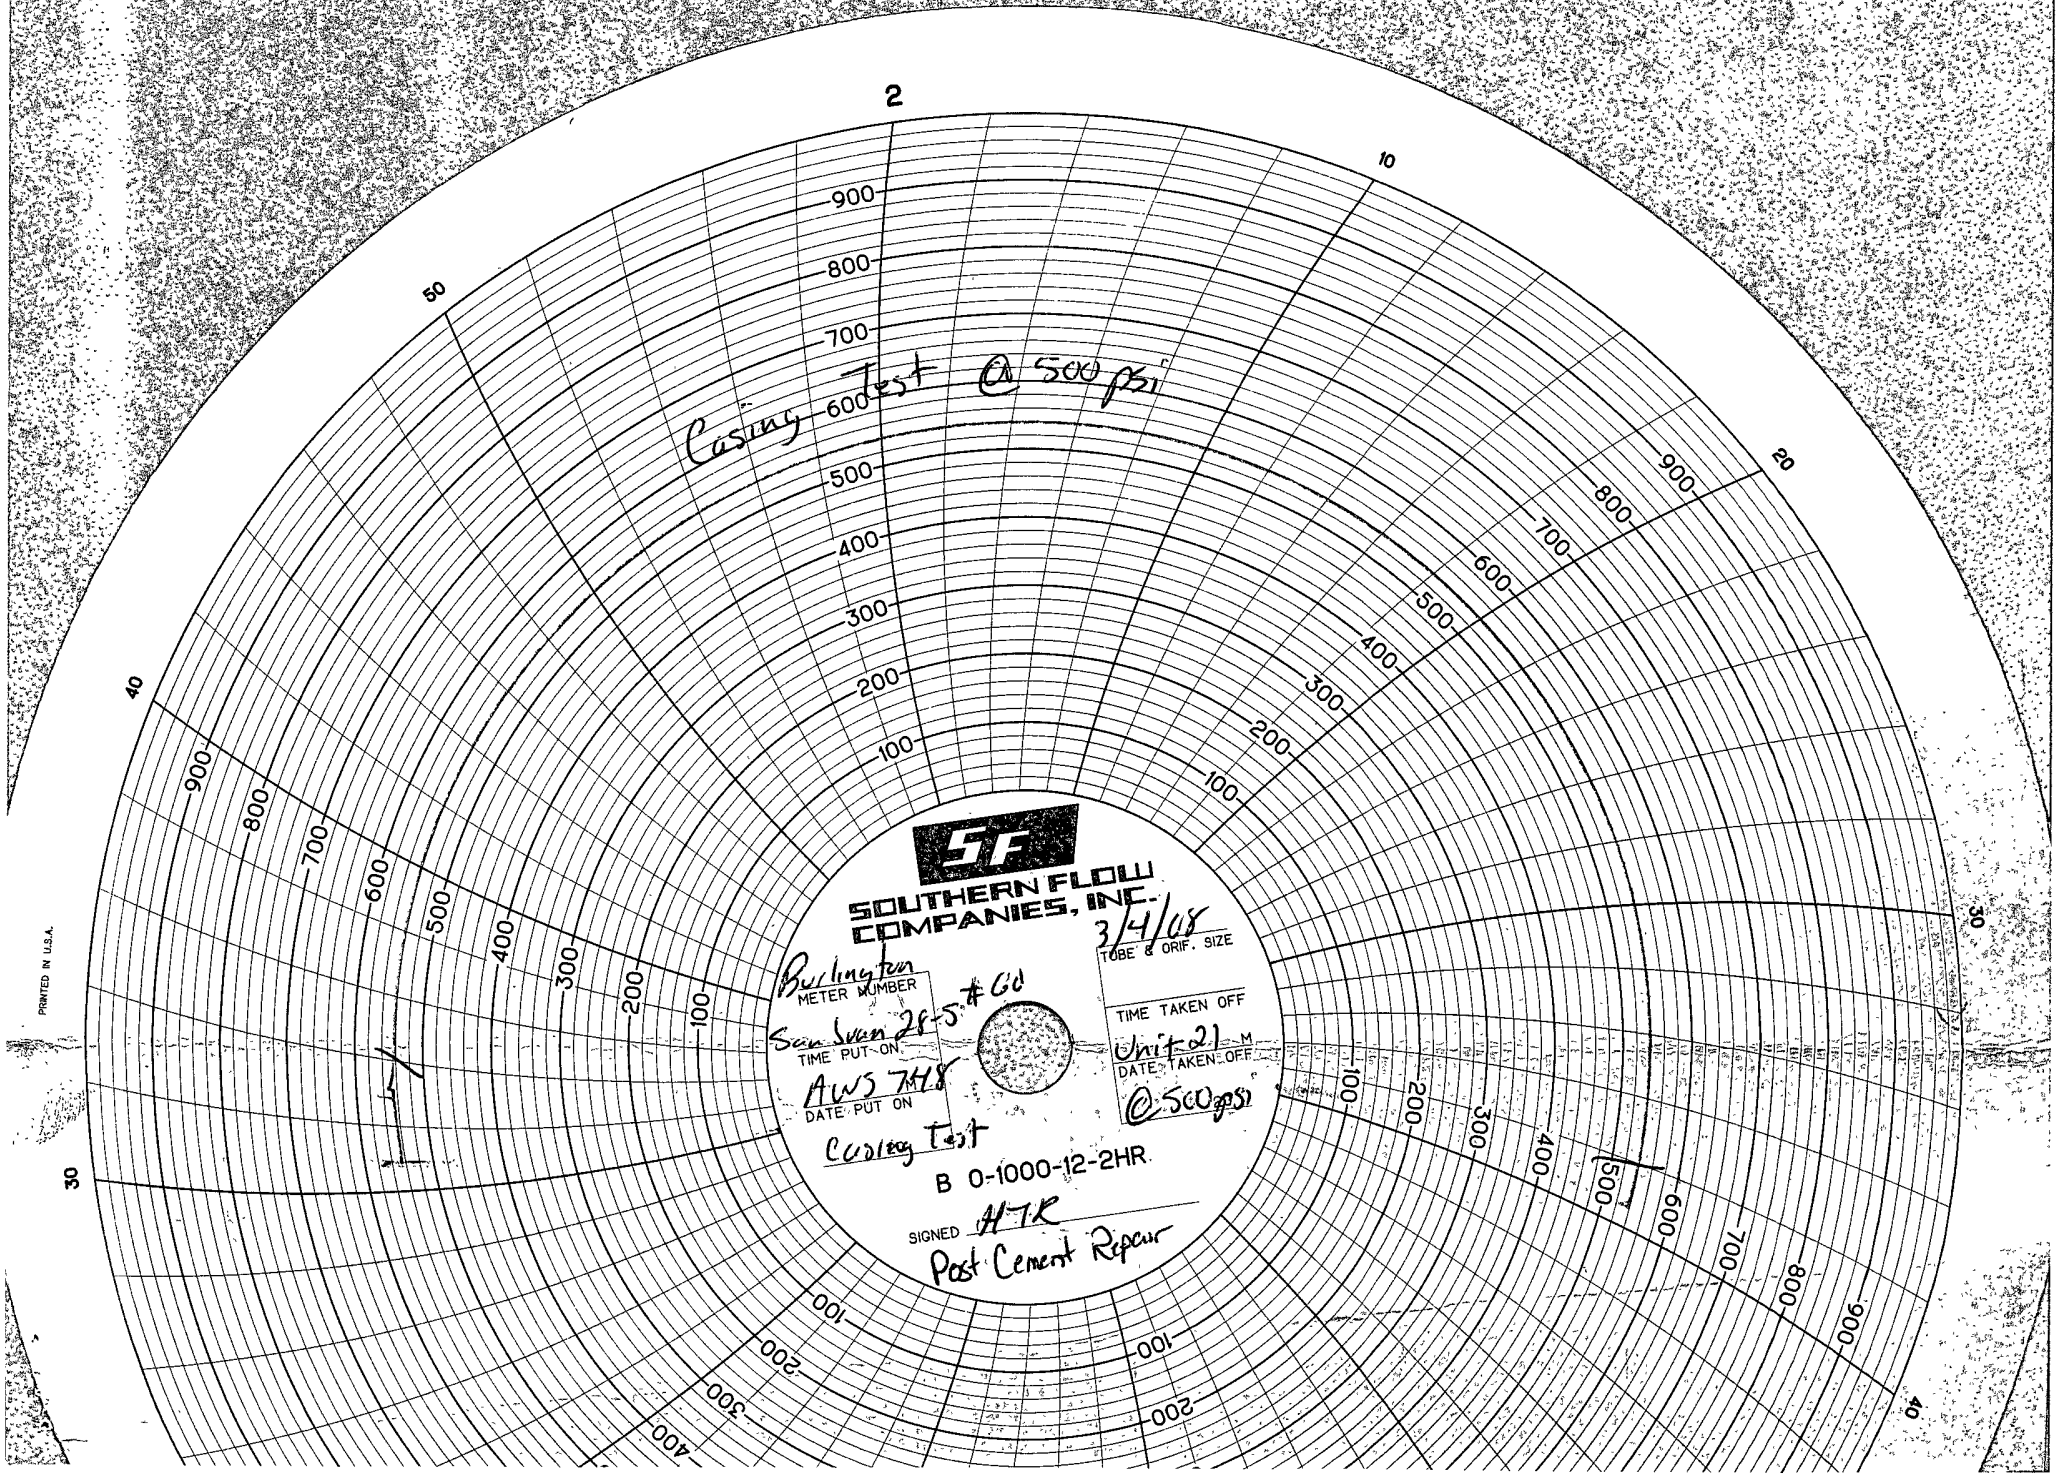 2
10
20
30
40
50
40
30
900
800
700
600
500
400
300
200
100
900
800
700
600
500
400
300
200
100
900
800
700
600
500
400
300
200
100
100
200
300
400
500
600
700
800
900
100
200
300
400
100
200
Casing Test @ 500 psi
PRINTED IN U.S.A.
SF
SOUTHERN FLOW
COMPANIES, INC.
3/4/08
TUBE & ORIF. SIZE
Burlington
METER NUMBER
San Juan 28-5 # 60
TIME PUT ON
TIME TAKEN OFF
Unit 21 M
DATE TAKEN OFF
AWS 748
M
DATE PUT ON
@ 500 psi
Casing Test
B 0-1000-12-2HR.
SIGNED HTR
Post Cement Repair